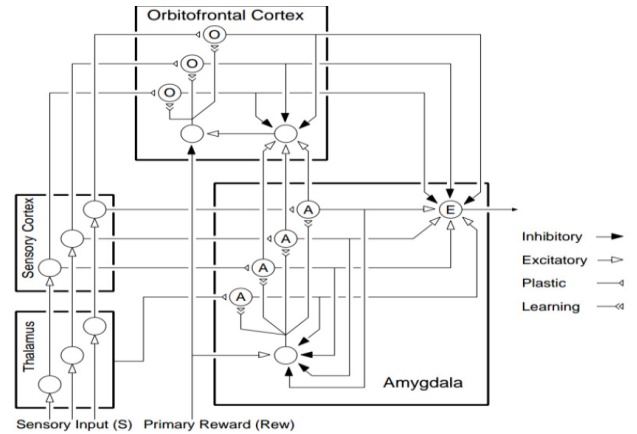 Orbitofrontal Cortex
O
O
O
Sensory Cortex
A
E
A
A
A
Inhibitory
Excitatory
Plastic
Learning
Thalamus
Amygdala
Sensory Input (S) Primary Reward (Rew)